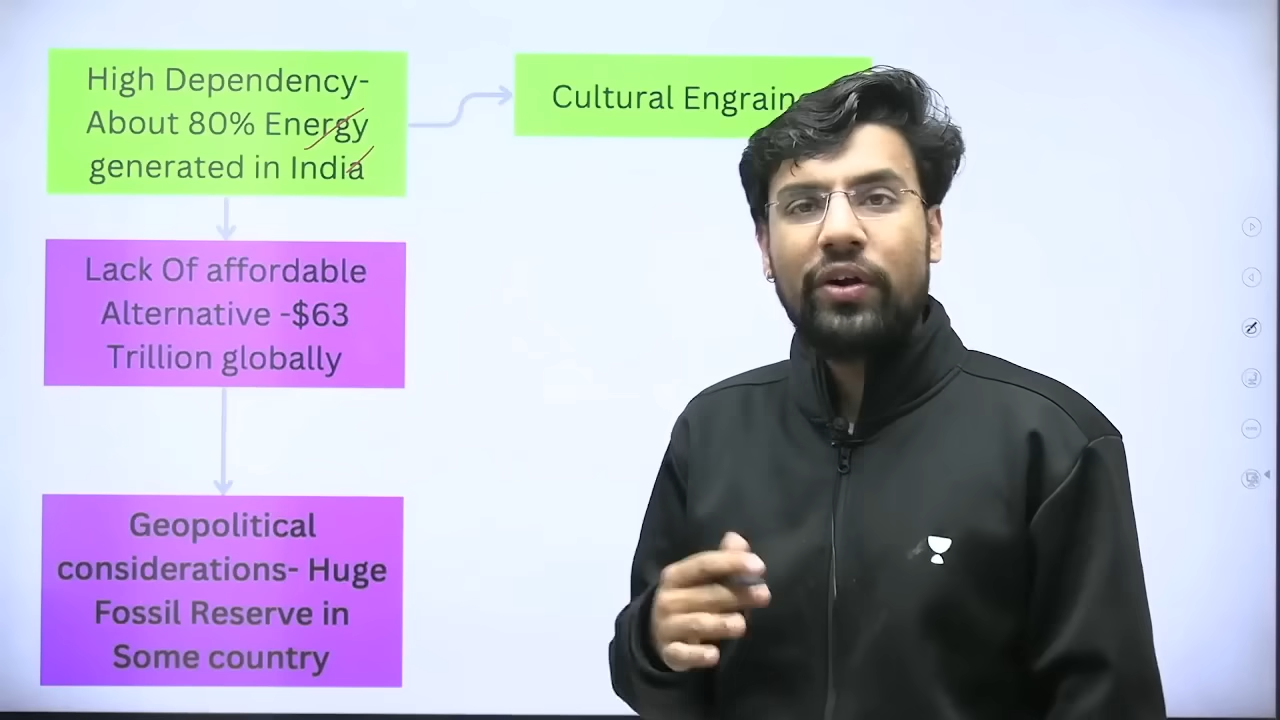 High Dependency-
About 80% Energy
generated in India
Cultural
Lack Of affordable
Alternative -$63
Trillion globally
Geopolitical
considerations- Huge
Fossil Reserve in
Some country